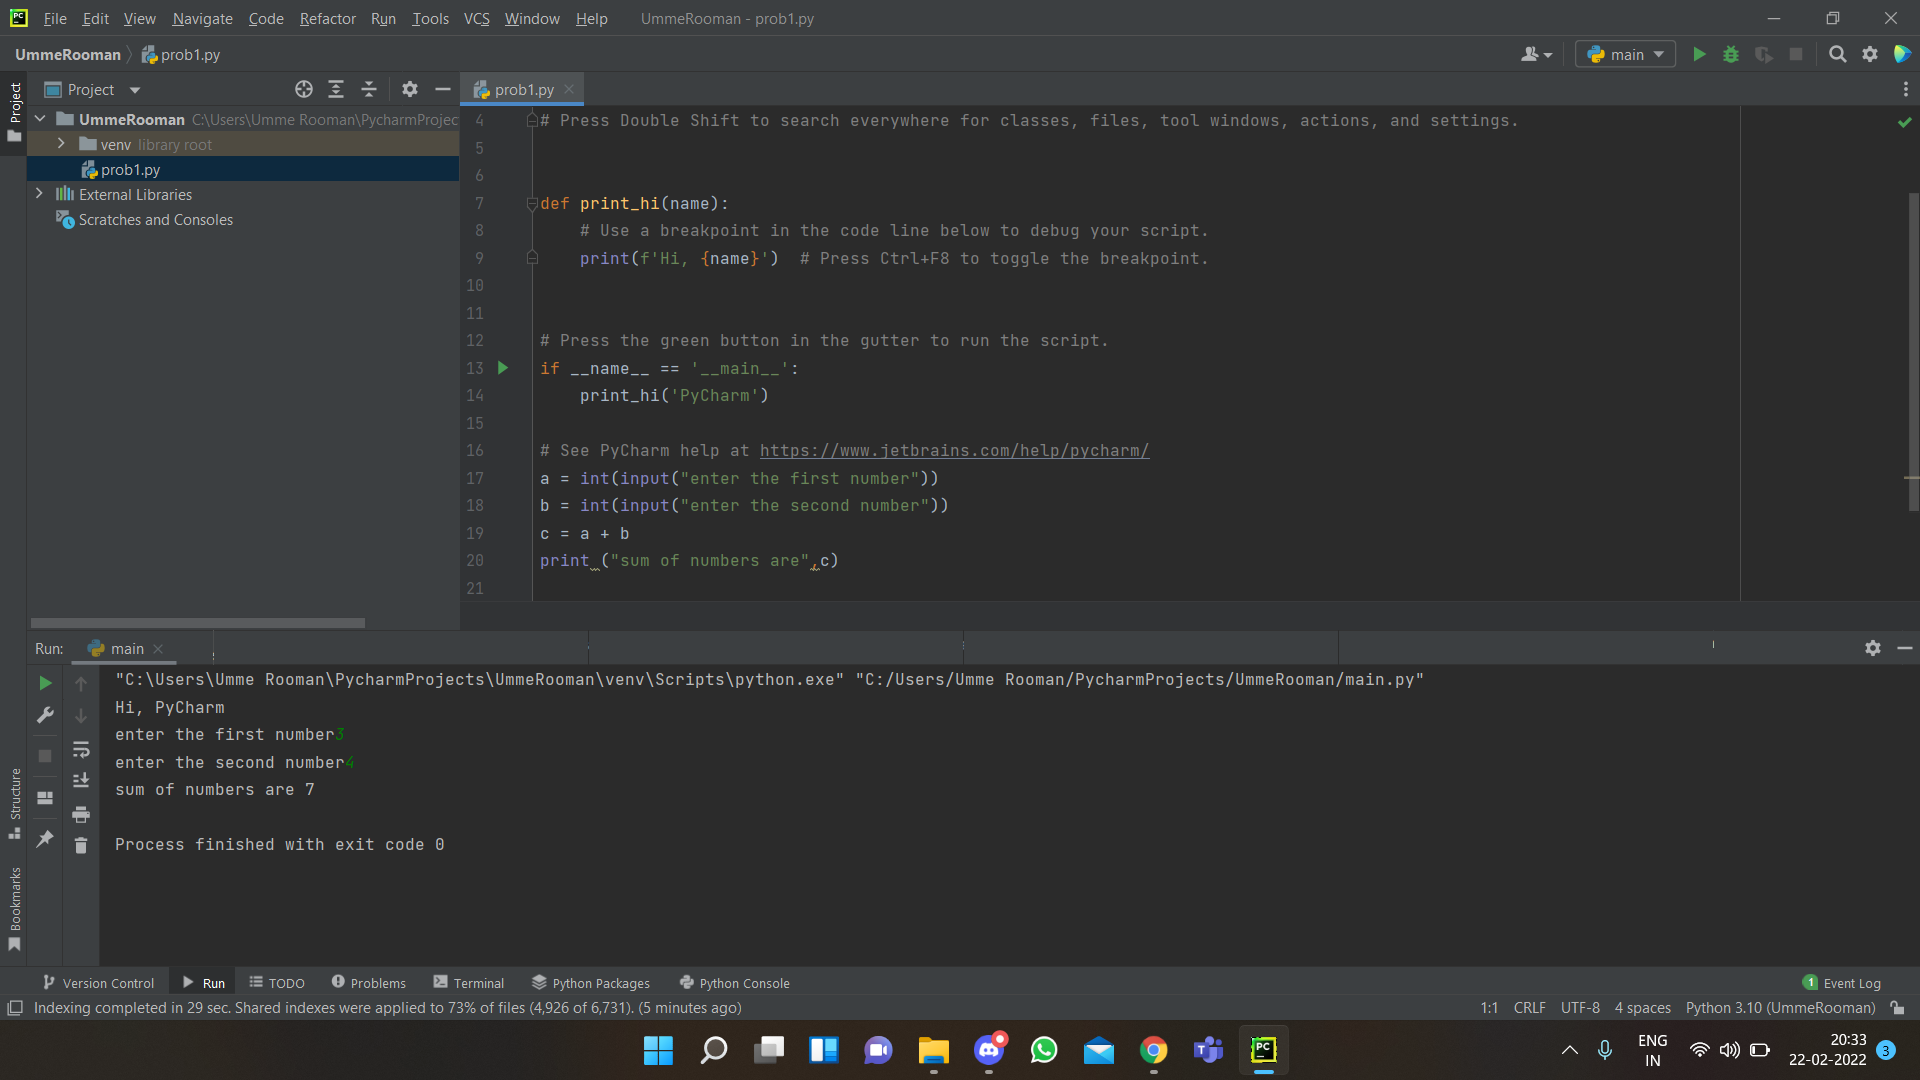 PC File Edit View Navigate Code Refactor Run Tools VCS Window Help UmmeRooman - prob1.py
UmmeRooman prob1.py main
Project Project prob1.py
UmmeRooman C:\Users\Umme Rooman\PycharmProjec
venv library root
prob1.py
External Libraries
Scratches and Consoles
4 # Press Double Shift to search everywhere for classes, files, tool windows, actions, and settings.
5
6
7 def print_hi(name):
8 # Use a breakpoint in the code line below to debug your script.
9 print(f'Hi, {name}')  # Press Ctrl+F8 to toggle the breakpoint.
10
11
12 # Press the green button in the gutter to run the script.
13 if __name__ == '__main__':
14 print_hi('PyCharm')
15
16 # See PyCharm help at https://www.jetbrains.com/help/pycharm/
17 a = int(input("enter the first number"))
18 b = int(input("enter the second number"))
19 c = a + b
20 print ("sum of numbers are",c)
21
Run: main
"C:\Users\Umme Rooman\PycharmProjects\UmmeRooman\venv\Scripts\python.exe" "C:/Users/Umme Rooman/PycharmProjects/UmmeRooman/main.py"
Hi, PyCharm
enter the first number3
enter the second number4
sum of numbers are 7
Process finished with exit code 0
Structure
Bookmarks
Version Control Run TODO Problems Terminal Python Packages Python Console 1 Event Log
Indexing completed in 29 sec. Shared indexes were applied to 73% of files (4,926 of 6,731). (5 minutes ago) 1:1 CRLF UTF-8 4 spaces Python 3.10 (UmmeRooman)
PC ENG 20:33
IN 22-02-2022 3